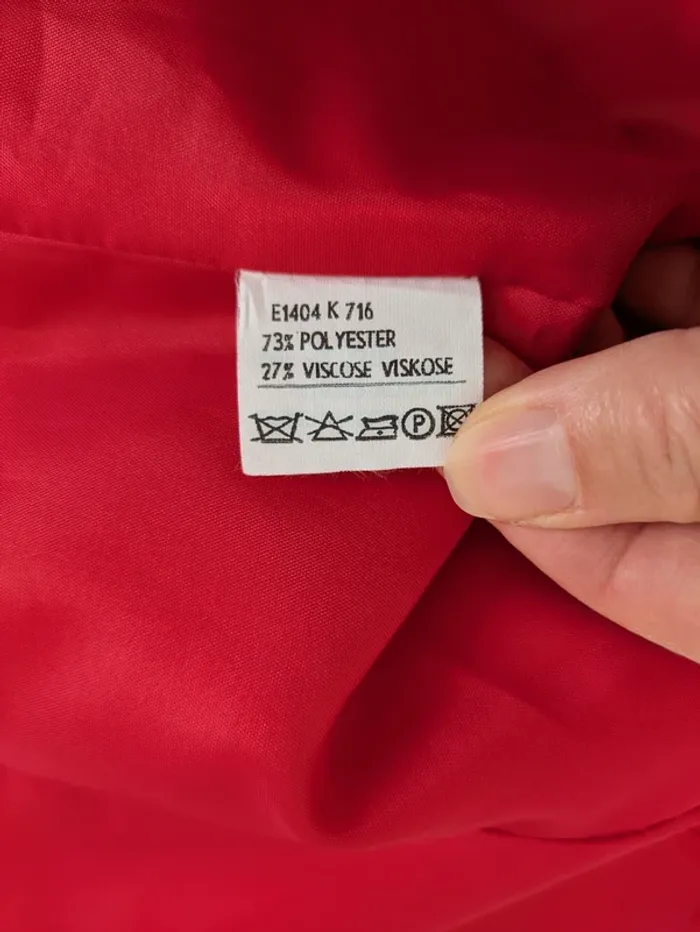 E1404 K 716
73% POLYESTER
27% VISCOSE VISKOSE
P